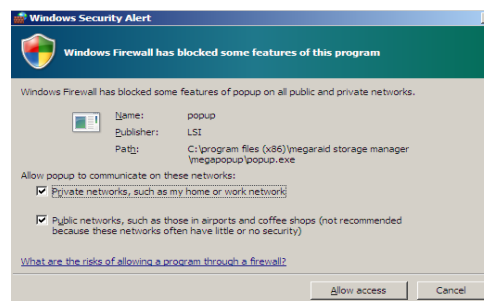 Windows Security Alert
Windows Firewall has blocked some features of this program
Windows Firewall has blocked some features of popup on all public and private networks.
Name: popup
Publisher: LSI
Path: C:\program files (x86)\megaraid storage manager
\megapopup\popup.exe
Allow popup to communicate on these networks:
Private networks, such as my home or work network
Public networks, such as those in airports and coffee shops (not recommended
because these networks often have little or no security)
What are the risks of allowing a program through a firewall?
Allow access Cancel